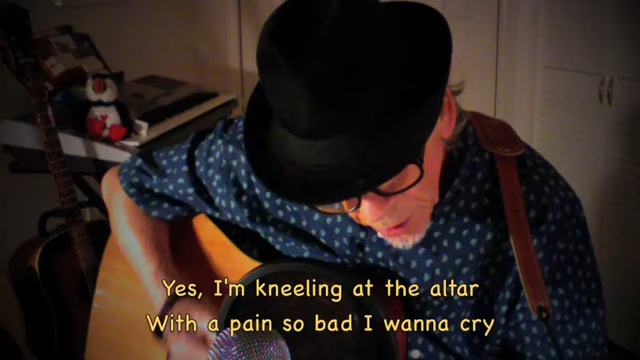 Yes, I'm kneeling at the altar
With a pain so bad I wanna cry